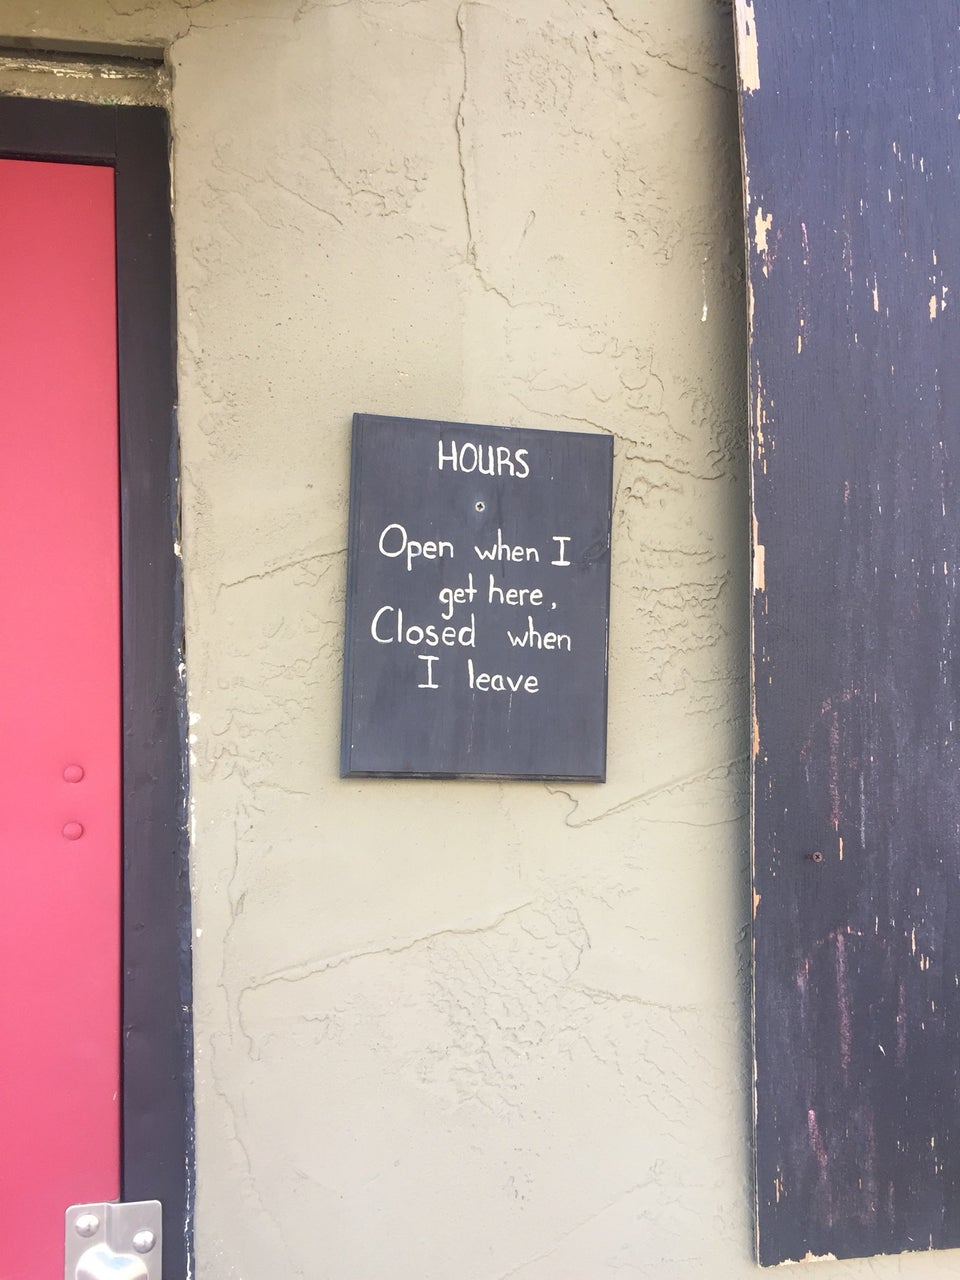 HOURS
Open when I
get here,
Closed when
I leave